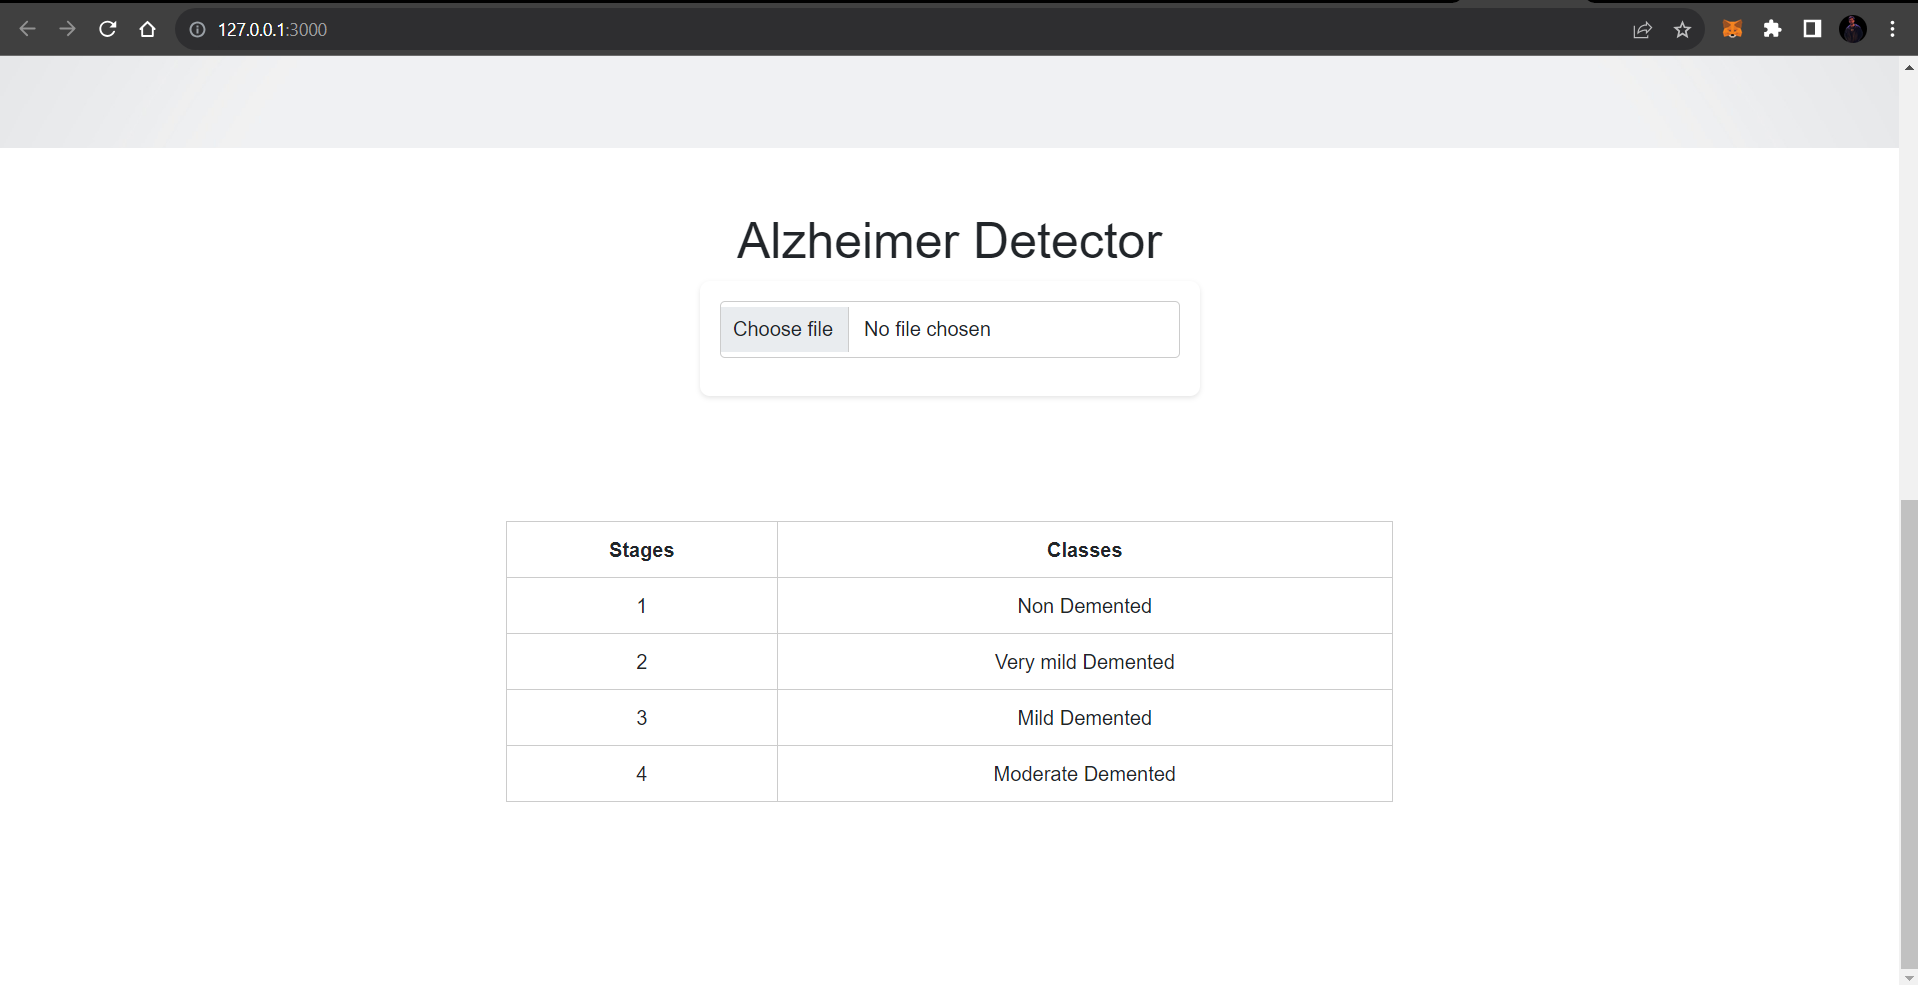 127.0.0.1:3000
Alzheimer Detector
Choose file No file chosen
Stages Classes
1 Non Demented
2 Very mild Demented
3 Mild Demented
4 Moderate Demented